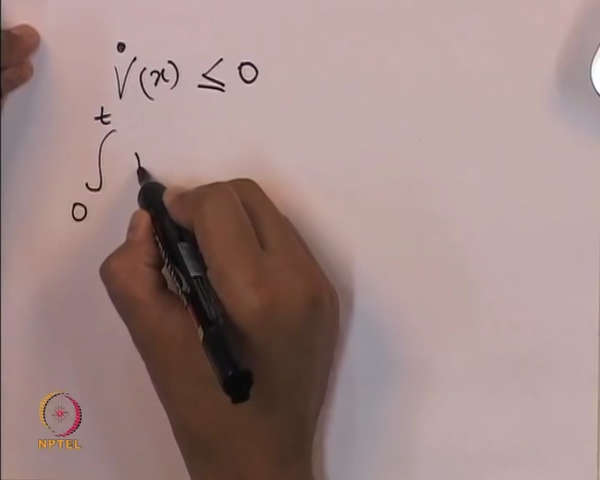 V̇(x) ≤ 0
t
∫
0
NPTEL